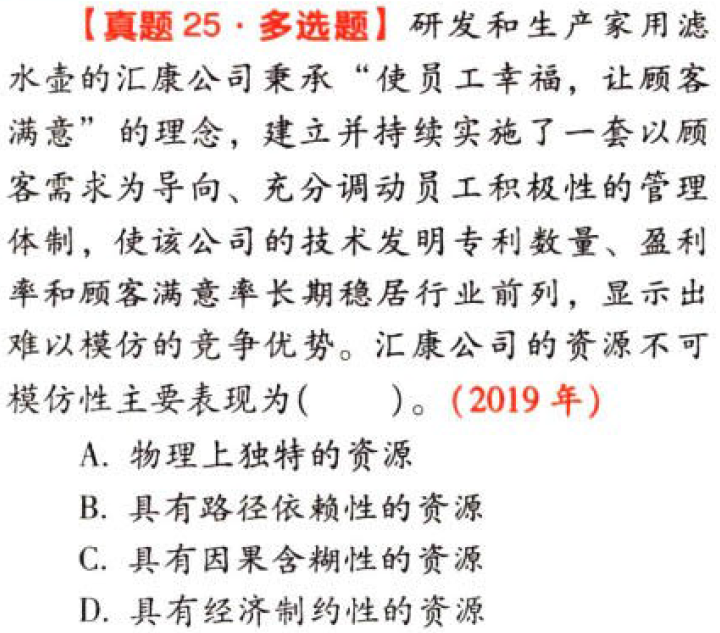 【真题 25·多选题】研发和生产家用滤
水壶的汇康公司秉承“使员工幸福，让顾客
满意”的理念，建立并持续实施了一套以顾
客需求为导向、充分调动员工积极性的管理
体制，使该公司的技术发明专利数量、盈利
率和顾客满意率长期稳居行业前列，显示出
难以模仿的竞争优势。汇康公司的资源不可
模仿性主要表现为(　　)。(2019 年)
A. 物理上独特的资源
B. 具有路径依赖性的资源
C. 具有因果含糊性的资源
D. 具有经济制约性的资源